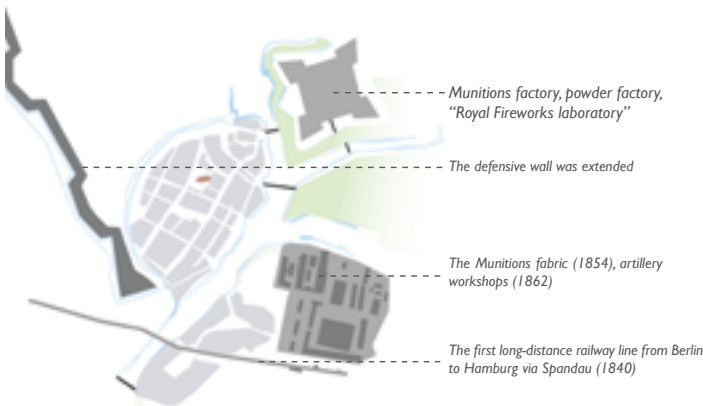 Munitions factory, powder factory,
“Royal Fireworks laboratory”
The defensive wall was extended
The Munitions fabric (1854), artillery
workshops (1862)
The first long-distance railway line from Berlin
to Hamburg via Spandau (1840)